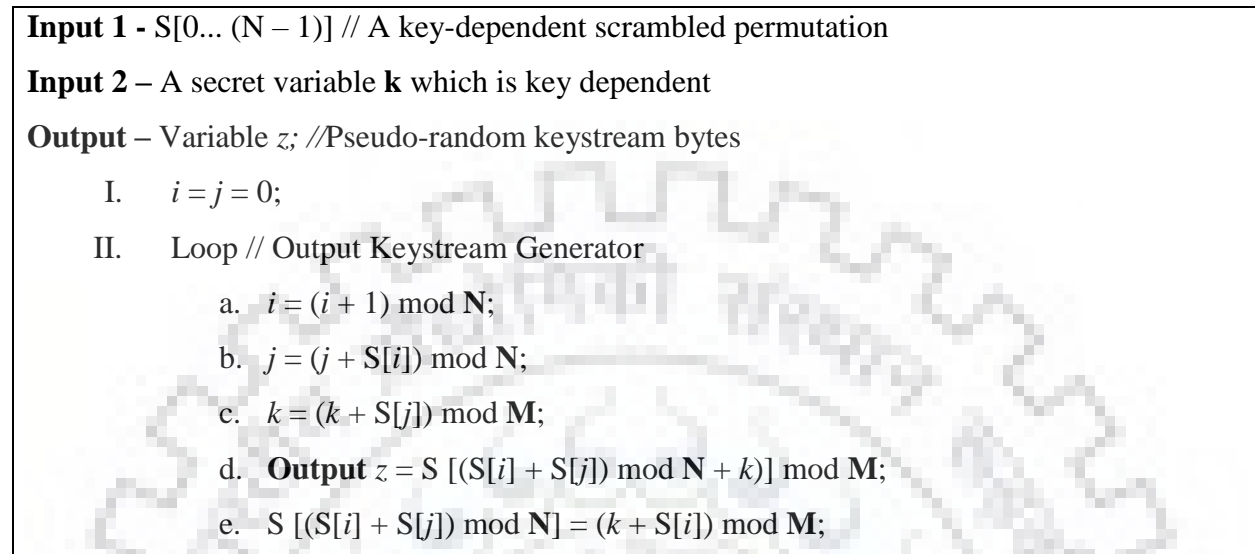 Input 1 - S[0... (N – 1)] // A key-dependent scrambled permutation
Input 2 – A secret variable k which is key dependent
Output – Variable z; //Pseudo-random keystream bytes
I. i = j = 0;
II. Loop // Output Keystream Generator
a. i = (i + 1) mod N;
b. j = (j + S[i]) mod N;
c. k = (k + S[j]) mod M;
d. Output z = S [(S[i] + S[j]) mod N + k)] mod M;
e. S [(S[i] + S[j]) mod N] = (k + S[i]) mod M;